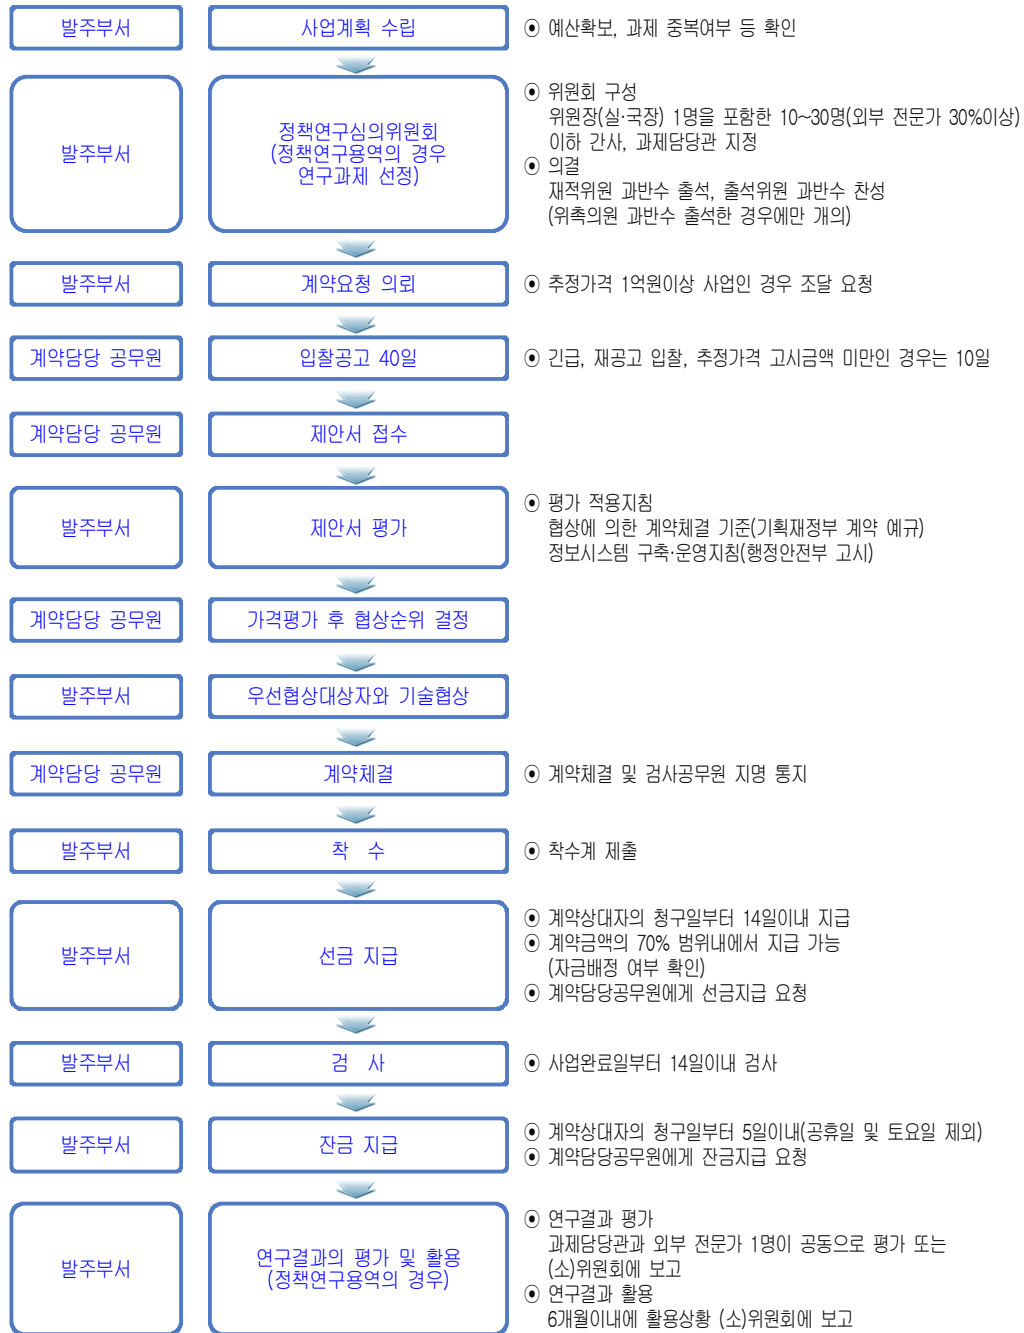 발주부서
사업계획 수립
⊙ 예산확보, 과제 중복여부 등 확인
발주부서
정책연구심의위원회
(정책연구용역의 경우
연구과제 선정)
⊙ 위원회 구성
위원장(실·국장) 1명을 포함한 10~30명(외부 전문가 30%이상)
이하 간사, 과제담당관 지정
⊙ 의결
재적위원 과반수 출석, 출석위원 과반수 찬성
(위촉의원 과반수 출석한 경우에만 개의)
발주부서
계약요청 의뢰
⊙ 추정가격 1억원이상 사업인 경우 조달 요청
계약담당 공무원
입찰공고 40일
⊙ 긴급, 재공고 입찰, 추정가격 고시금액 미만인 경우는 10일
계약담당 공무원
제안서 접수
발주부서
제안서 평가
⊙ 평가 적용지침
협상에 의한 계약체결 기준(기획재정부 계약 예규)
정보시스템 구축·운영지침(행정안전부 고시)
계약담당 공무원
가격평가 후 협상순위 결정
발주부서
우선협상대상자와 기술협상
계약담당 공무원
계약체결
⊙ 계약체결 및 검사공무원 지명 통지
발주부서
착 수
⊙ 착수계 제출
발주부서
선금 지급
⊙ 계약상대자의 청구일부터 14일이내 지급
⊙ 계약금액의 70% 범위내에서 지급 가능
(자금배정 여부 확인)
⊙ 계약담당공무원에게 선금지급 요청
발주부서
검 사
⊙ 사업완료일부터 14일이내 검사
발주부서
잔금 지급
⊙ 계약상대자의 청구일부터 5일이내(공휴일 및 토요일 제외)
⊙ 계약담당공무원에게 잔금지급 요청
발주부서
연구결과의 평가 및 활용
(정책연구용역의 경우)
⊙ 연구결과 평가
과제담당관과 외부 전문가 1명이 공동으로 평가 또는
(소)위원회에 보고
⊙ 연구결과 활용
6개월이내에 활용상황 (소)위원회에 보고